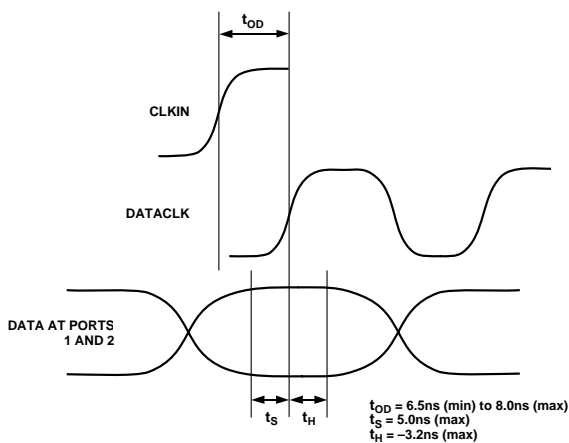 tOD
CLKIN
DATACLK
DATA AT PORTS
1 AND 2
tS
tH
tOD = 6.5ns (min) to 8.0ns (max)
tS = 5.0ns (max)
tH = –3.2ns (max)